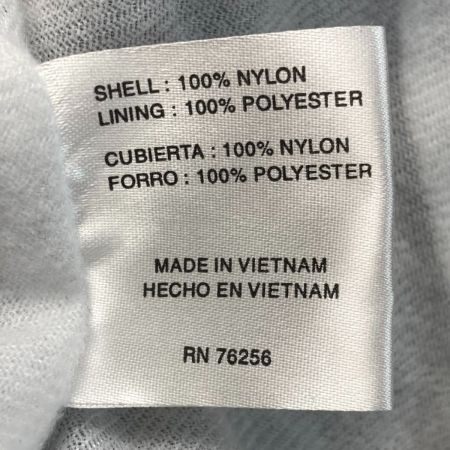 SHELL : 100% NYLON
LINING : 100% POLYESTER
CUBIERTA : 100% NYLON
FORRO : 100% POLYESTER
MADE IN VIETNAM
HECHO EN VIETNAM
RN 76256